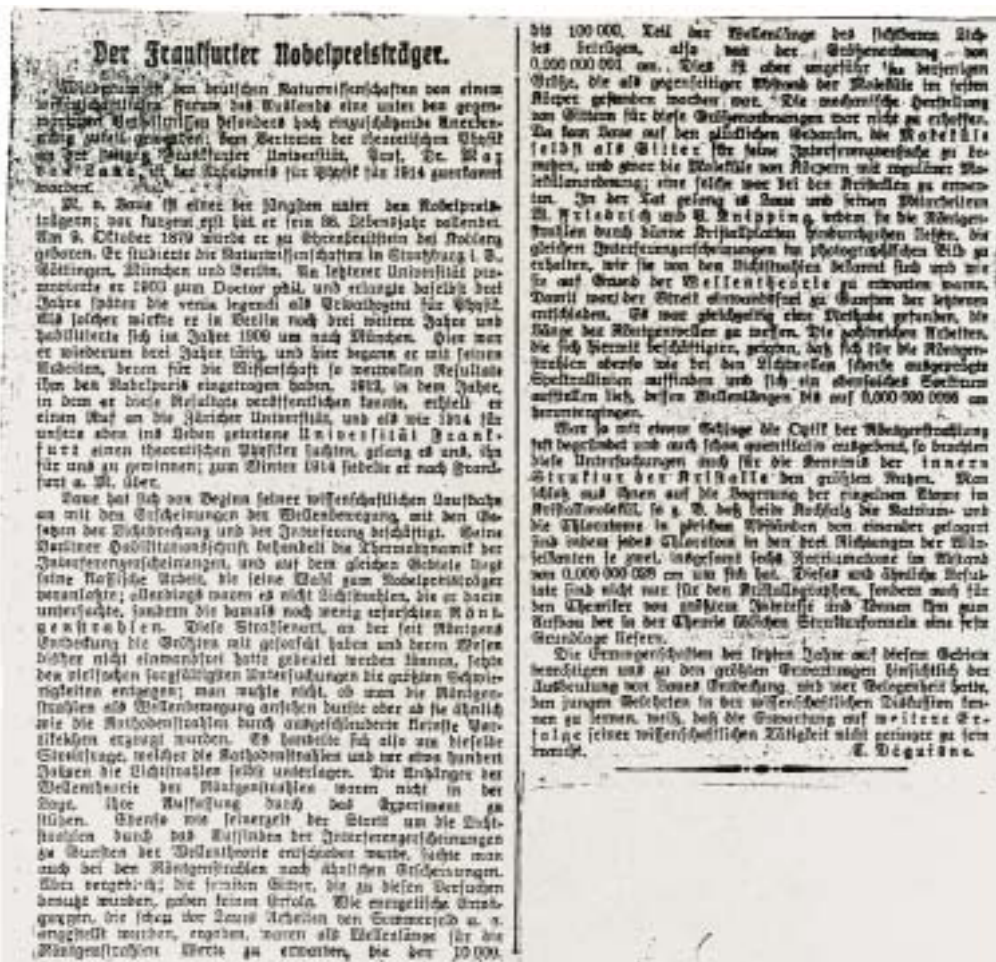 Der Frankfurter Nobelpreisträger.
Wiederum ist den deutschen Naturwissenschaften von einem
wissenschaftlichen Forum des Auslands eine unter den gegen-
wärtigen Verhältnissen besonders hoch einzuschätzende Anerken-
nung zuteil geworden; dem Vertreter der theoretischen Physik
an der hiesigen Frankfurter Universität, Prof. Dr. Max
von Laue, ist der Nobelpreis für Physik für 1914 zuerkannt
worden.
M. v. Laue ist einer der jüngsten unter den Nobelpreis-
trägern; vor kurzem erst hat er sein 36. Lebensjahr vollendet.
Am 9. Oktober 1879 wurde er zu Ehrenbreitstein bei Koblenz
geboren. Er studierte die Naturwissenschaften in Straßburg i. E.,
Göttingen, München und Berlin. An letzterer Universität pro-
movierte er 1903 zum Doctor phil. und erlangte daselbst drei
Jahre später die venia legendi als Privatdozent für Physik.
Als solcher wirkte er in Berlin noch drei weitere Jahre und
habilitierte sich im Jahre 1909 um nach München. Hier war
er wiederum drei Jahre tätig, und hier begann er mit seinen
Arbeiten, deren für die Wissenschaft so wertvollen Resultate
ihm den Nobelpreis eingetragen haben. 1912, in dem Jahre,
in dem er diese Resultate veröffentlichen konnte, erhielt er
einen Ruf an die Züricher Universität, und als wir 1914 für
unsere eben ins Leben getretene Universität Frank-
furt einen theoretischen Physiker suchten, gelang es uns, ihn
für uns zu gewinnen; zum Winter 1914 siedelte er nach Frank-
furt a. M. über.
Laue hat sich von Beginn seiner wissenschaftlichen Laufbahn
an mit den Erscheinungen der Wellenbewegung, mit den Ge-
setzen der Lichtbrechung und der Interferenz beschäftigt. Seine
Berliner Habilitationsschrift behandelt die Thermodynamik der
Interferenzerscheinungen, und auf dem gleichen Gebiete liegt
seine klassische Arbeit, die seine Wahl zum Nobelpreisträger
veranlaßte; allerdings waren es nicht Lichtstrahlen, die er darin
untersuchte, sondern die damals noch wenig erforschten Rönt-
genstrahlen. Diese Strahlenart, an der seit Röntgens
Entdeckung die Größten mit geforscht haben und deren Wesen
bisher nicht einwandfrei hatte gedeutet werden können, setzte
den vielfachen sorgfältigsten Untersuchungen die größten Schwie-
rigkeiten entgegen; man wußte nicht, ob man die Röntgen-
strahlen als Wellenbewegung ansehen durfte oder ob sie ähnlich
wie die Kathodenstrahlen durch ausgeschleuderte kleinste Par-
tikelchen erzeugt wurden. Es handelte sich also um dieselbe
Streitfrage, welcher die Kathodenstrahlen und vor etwa hundert
Jahren die Lichtstrahlen selbst unterlagen. Die Anhänger der
Wellentheorie der Röntgenstrahlen waren nicht in der
Lage, ihre Auffassung durch das Experiment zu
stützen. Ebenso wie seinerzeit der Streit um die Licht-
strahlen durch das Auffinden der Interferenzerscheinungen
zu Gunsten der Wellentheorie entschieden wurde, suchte man
auch bei den Röntgenstrahlen nach ähnlichen Erscheinungen.
Aber vergeblich; die feinsten Gitter, die zu diesen Versuchen
benutzt wurden, gaben keinen Erfolg. Wie energetische
die schon vor Laues Arbeiten von Sommerfeld u. a.
angestellt wurden, ergaben, waren als Wellenlänge für die
Röntgenstrahlen Werte zu erwarten, die den 10 000.
bis 100 000. Teil der Wellenlänge des sichtbaren Lich-
tes betrügen, also von der Größenordnung von
0,000 000 001 cm. Dies ist aber ungefähr derjenigen
Größe, die als gegenseitiger Abstand der Moleküle im festen
Körper gefunden worden war. Die mechanische Herstellung
von Gittern für diese Größenordnungen war nicht zu erhoffen.
Da kam Laue auf den glücklichen Gedanken, die Moleküle
selbst als Gitter für seine Interferenzversuche zu be-
nutzen, und zwar die Moleküle von Körpern mit regulärer Mo-
lekülanordnung; eine solche war bei den Kristallen zu erwar-
ten. In der Tat gelang es Laue und seinen Mitarbeitern
W. Friedrich und P. Knipping, indem sie die Röntgen-
strahlen durch dünne Kristallplatten hindurchgehen ließen, die
gleichen Interferenzerscheinungen im photographischen Bild zu
erhalten, wie sie von den Lichtstrahlen bekannt sind und wie
sie auf Grund der Wellentheorie zu erwarten waren.
Damit war der Streit einwandsfrei zu Gunsten der letzteren
entschieden. Es war gleichzeitig eine Methode gefunden, die
Länge der Röntgenwellen zu messen. Die zahlreichen Arbeiten,
die sich hiermit beschäftigten, zeigten, daß sich für die Röntgen-
strahlen ebenso wie bei den Lichtwellen scharfe ausgeprägte
Spektrallinien auffinden und sich ein ebensolches Spektrum
aufstellen ließ, dessen Wellenlängen bis auf cm
heruntergingen.
War so mit einem Schlage die Optik der Röntgenstrahlung
fest begründet und auch schon quantitativ ausgebaut, so brachten
diese Untersuchungen auch für die Kenntnis der innern
Struktur der Kristalle den größten Nutzen. Man
schloß aus ihnen auf die Lagerung der einzelnen Atome im
Kristallmolekül, so z. B. daß beim Kochsalz die Natrium- und
die Chloratome in gleichen Abständen von einander gelagert
sind indem jedes Chloratom in den drei Richtungen der Wür-
felkanten je zwei, insgesamt sechs Natriumatome im Abstand
von 0,000 000 028 cm um sich hat. Dieses und ähnliche Resul-
tate sind nicht nur für den Kristallographen, sondern auch für
den Chemiker von größtem Interesse und können ihm zum
Aufbau der in der Chemie üblichen Strukturformeln eine feste
Grundlage liefern.
Die Errungenschaften der letzten Jahre auf diesem Gebiete
berechtigen uns zu den größten Erwartungen hinsichtlich der
Ausbeutung von Laues Entdeckung, und wer Gelegenheit hatte,
den jungen Gelehrten in der wissenschaftlichen Diskussion ken-
nen zu lernen, weiß, daß die Erwartung auf weitere Er-
folge seiner wissenschaftlichen Tätigkeit nicht geringer zu sein
braucht. C. Déguisne.